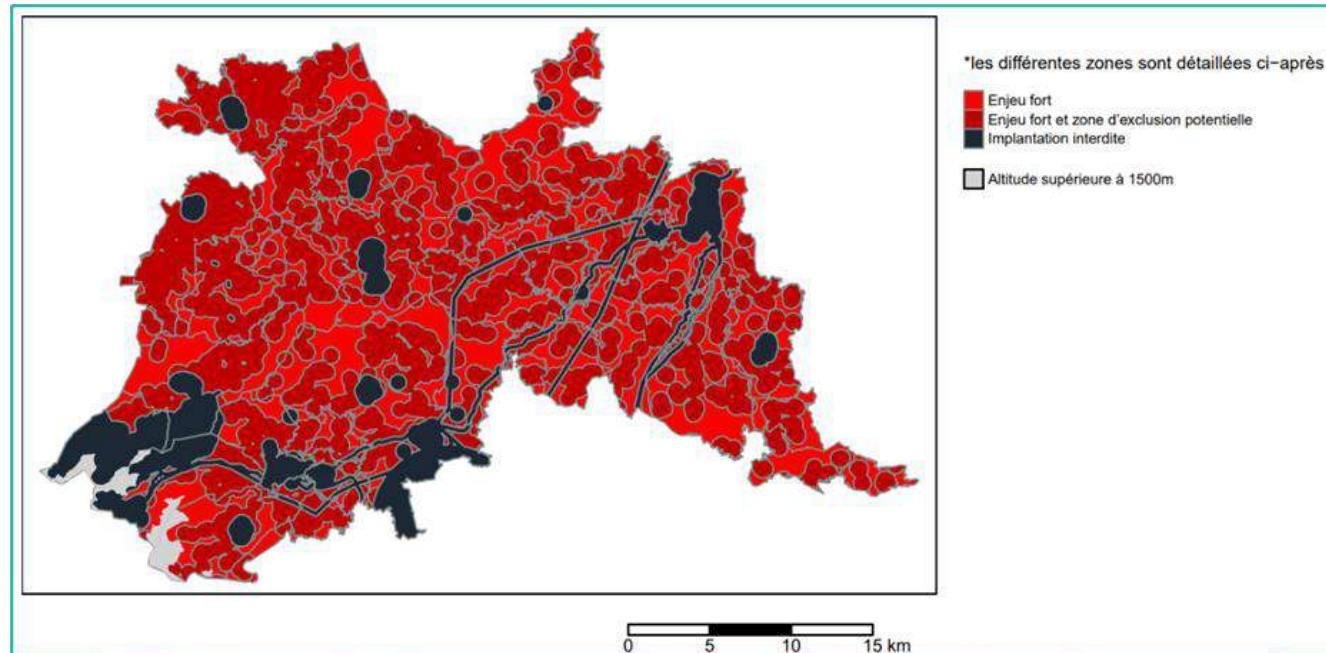 *les différentes zones sont détaillées ci-après
Enjeu fort
Enjeu fort et zone d'exclusion potentielle
Implantation interdite
Altitude supérieure à 1500m
0 5 10 15 km